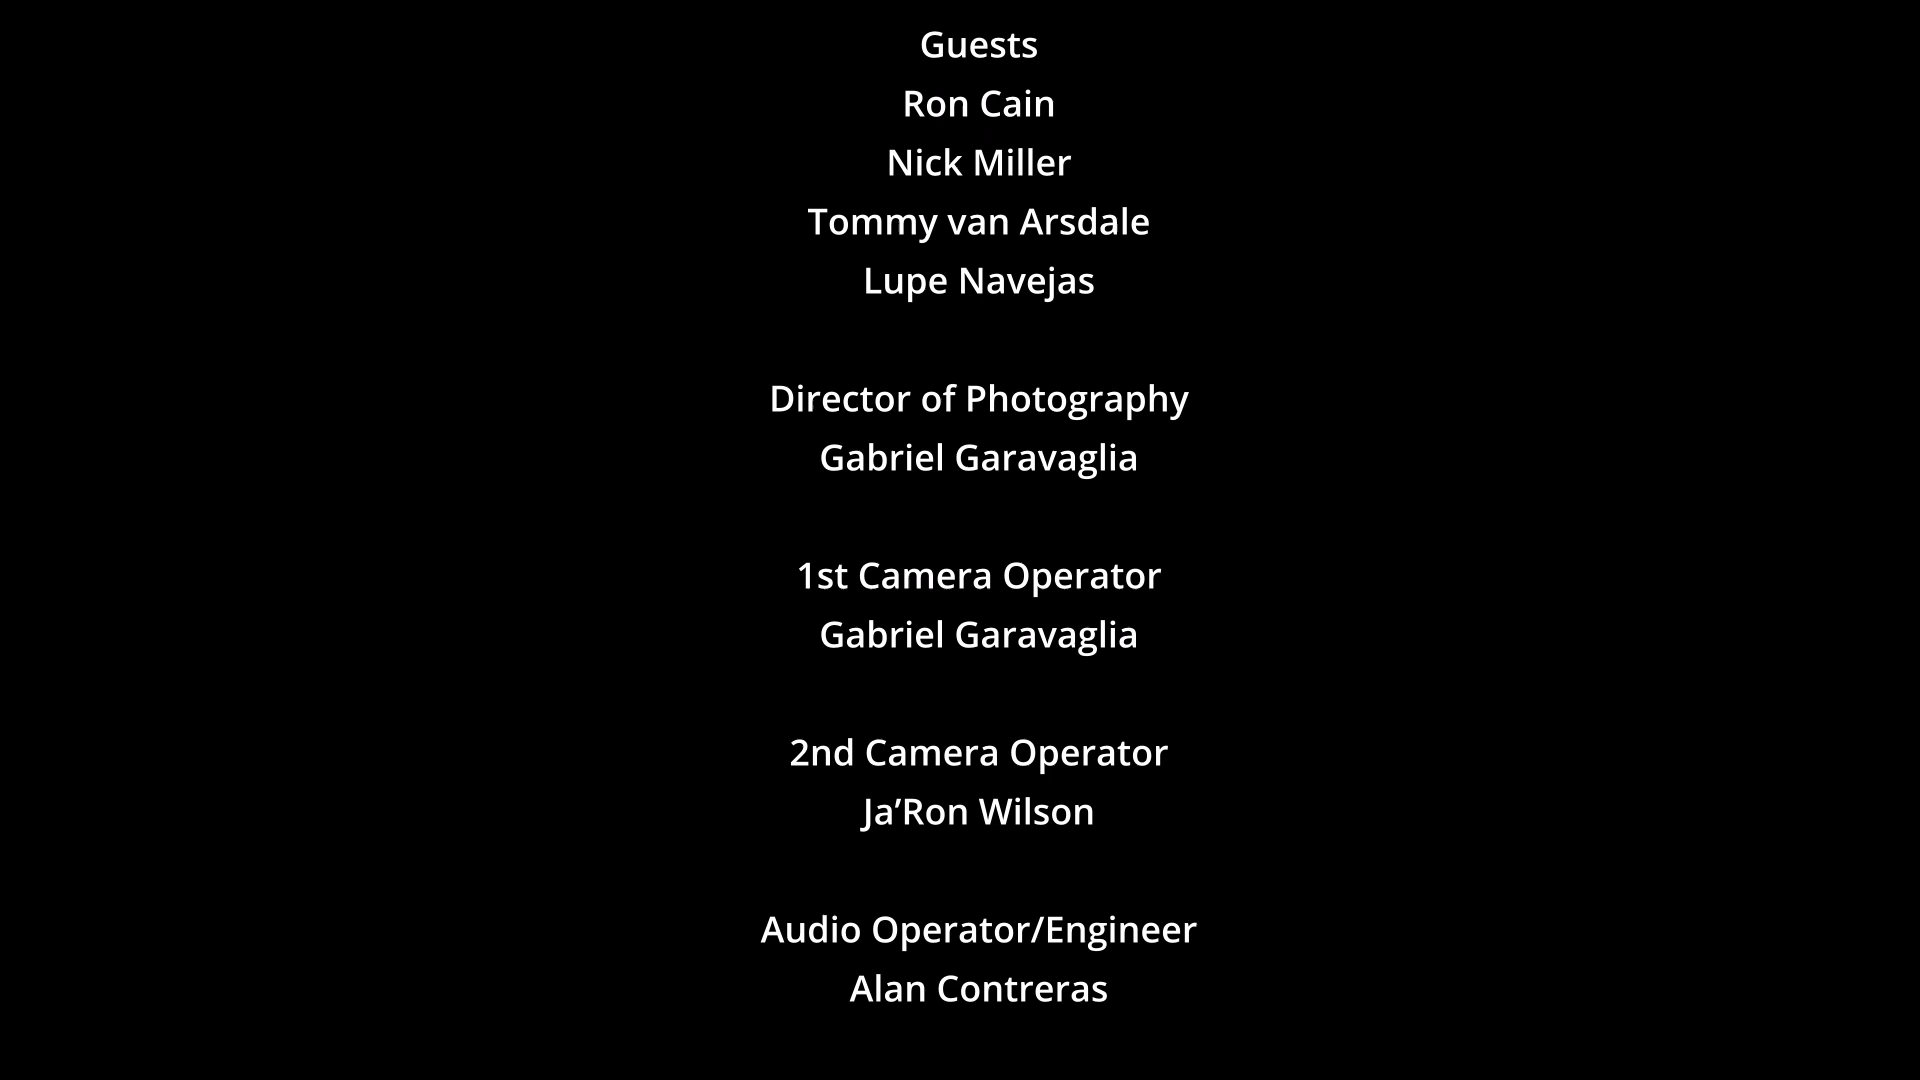 Guests
Ron Cain
Nick Miller
Tommy van Arsdale
Lupe Navejas
Director of Photography
Gabriel Garavaglia
1st Camera Operator
Gabriel Garavaglia
2nd Camera Operator
Ja’Ron Wilson
Audio Operator/Engineer
Alan Contreras